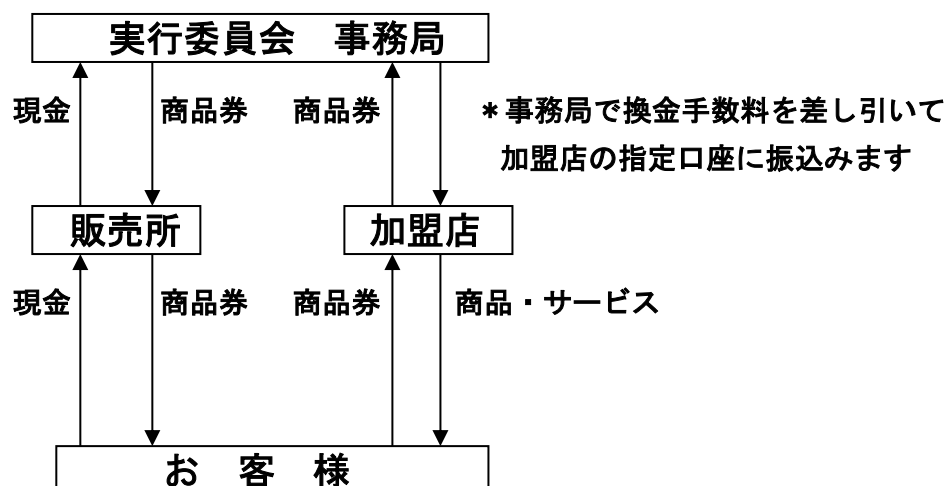 実行委員会　事務局
現金
商品券
商品券
＊事務局で換金手数料を差し引いて
加盟店の指定口座に振込みます
販売所
加盟店
現金
商品券
商品券
商品・サービス
お　客　様